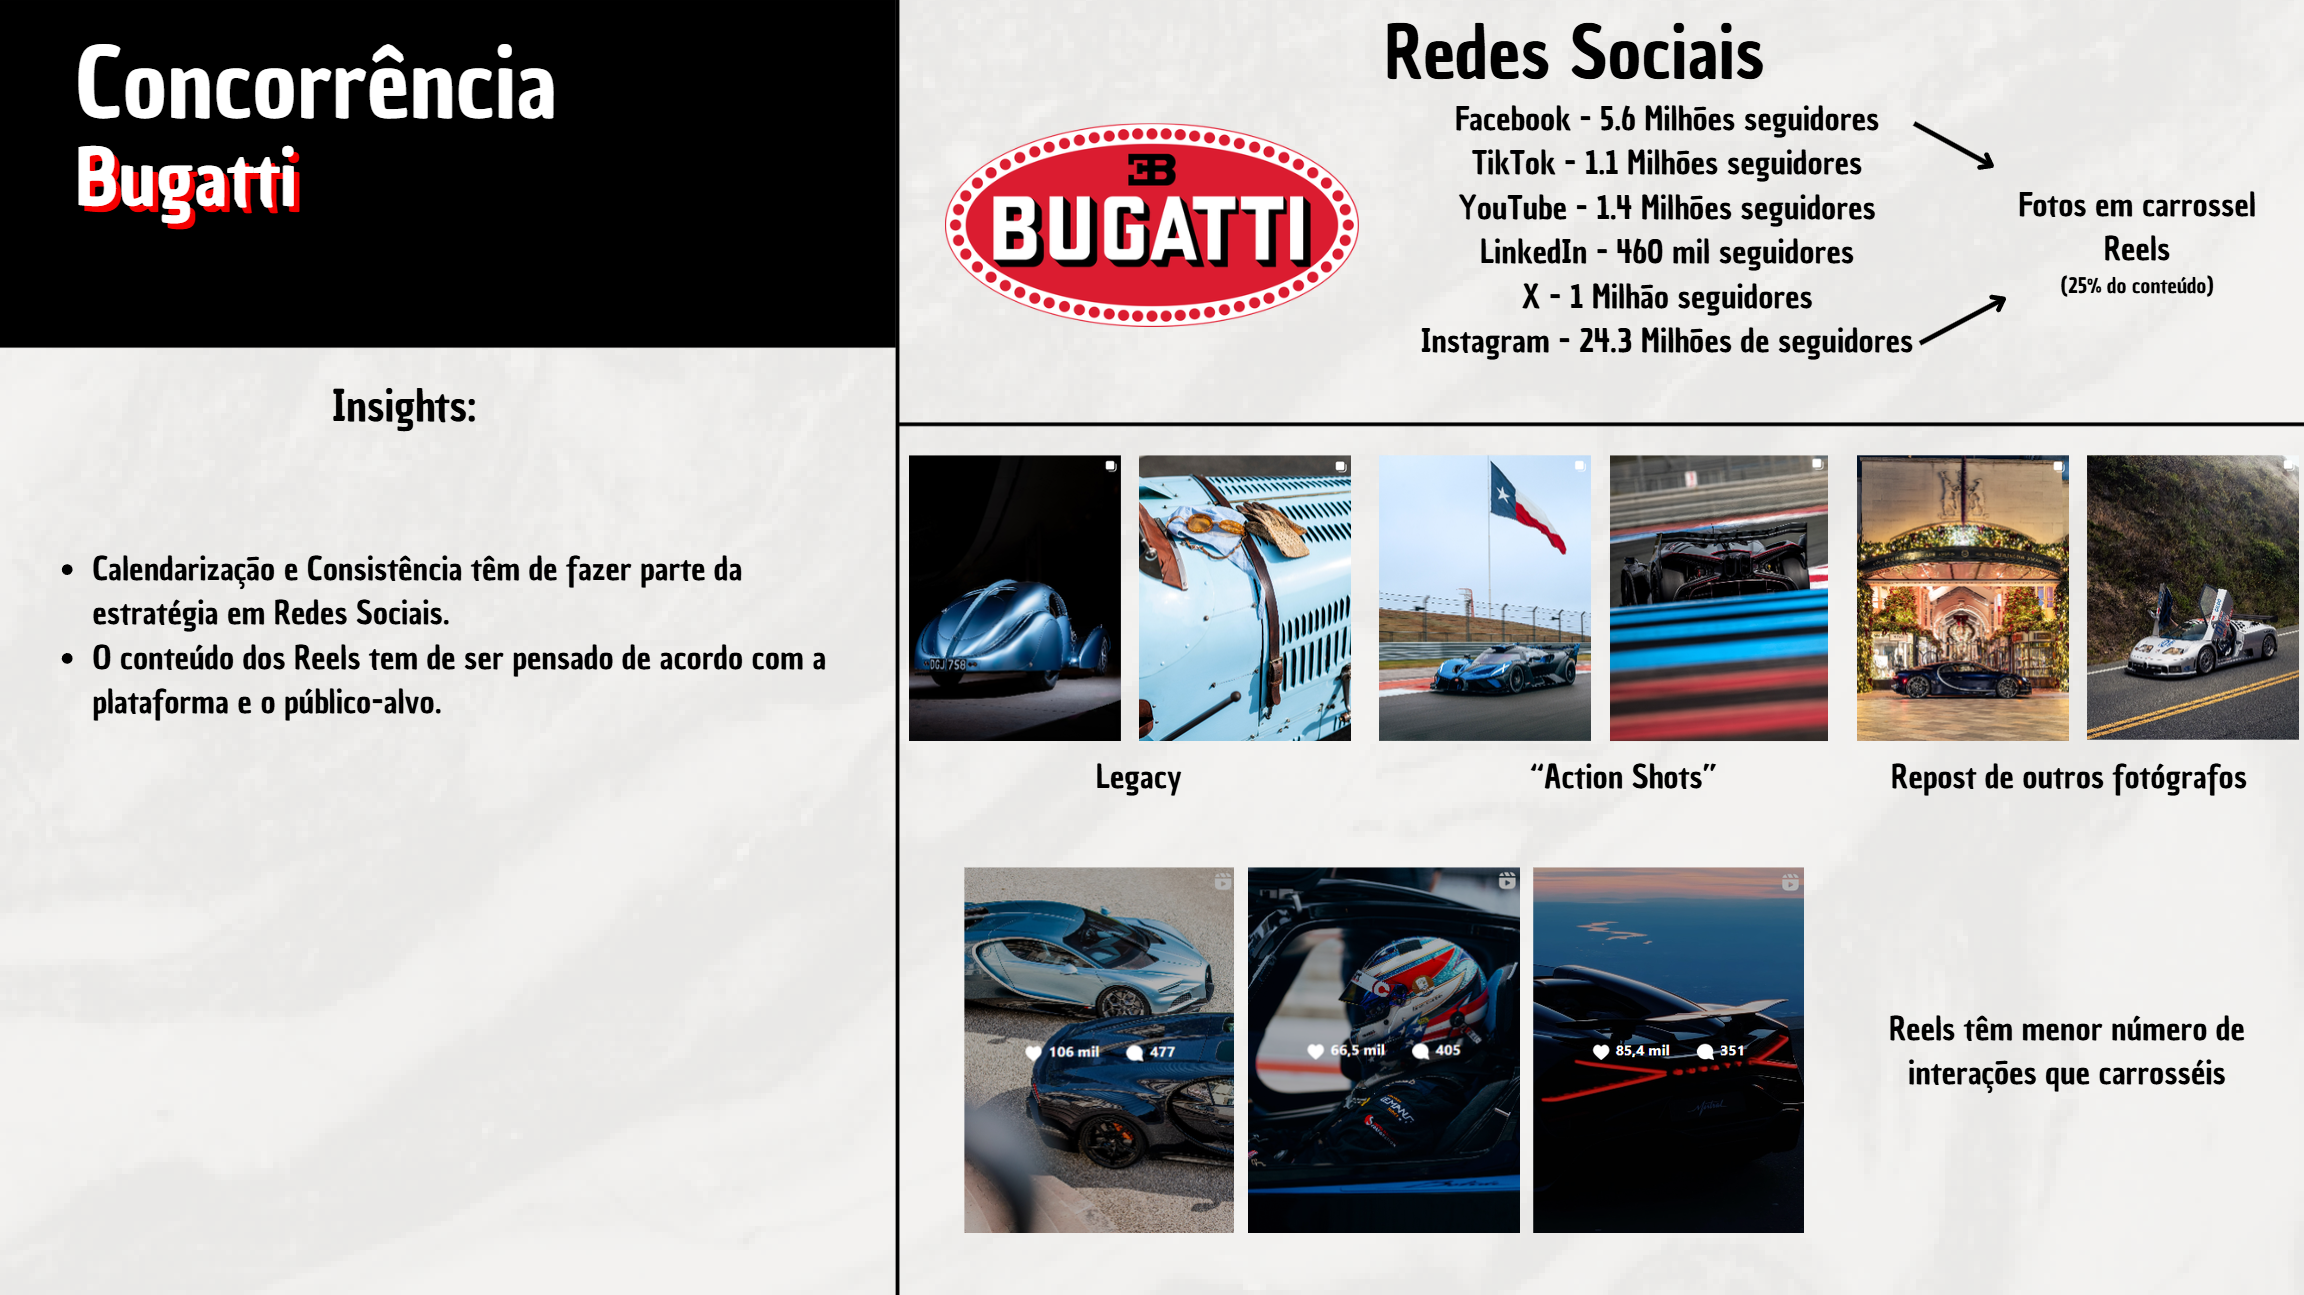 Concorrência
Bugatti
Insights:
• Calendarização e Consistência têm de fazer parte da
estratégia em Redes Sociais.
• O conteúdo dos Reels tem de ser pensado de acordo com a
plataforma e o público-alvo.
Redes Sociais
EB
BUGATTI
Facebook - 5.6 Milhões seguidores
TikTok - 1.1 Milhões seguidores
YouTube - 1.4 Milhões seguidores
LinkedIn - 460 mil seguidores
X - 1 Milhão seguidores
Instagram - 24.3 Milhões de seguidores
Fotos em carrossel
Reels
(25% do conteúdo)
DGJ 758
Legacy
“Action Shots”
Repost de outros fotógrafos
106 mil 477
66,5 mil 405
85,4 mil 351
Reels têm menor número de
interações que carrosséis